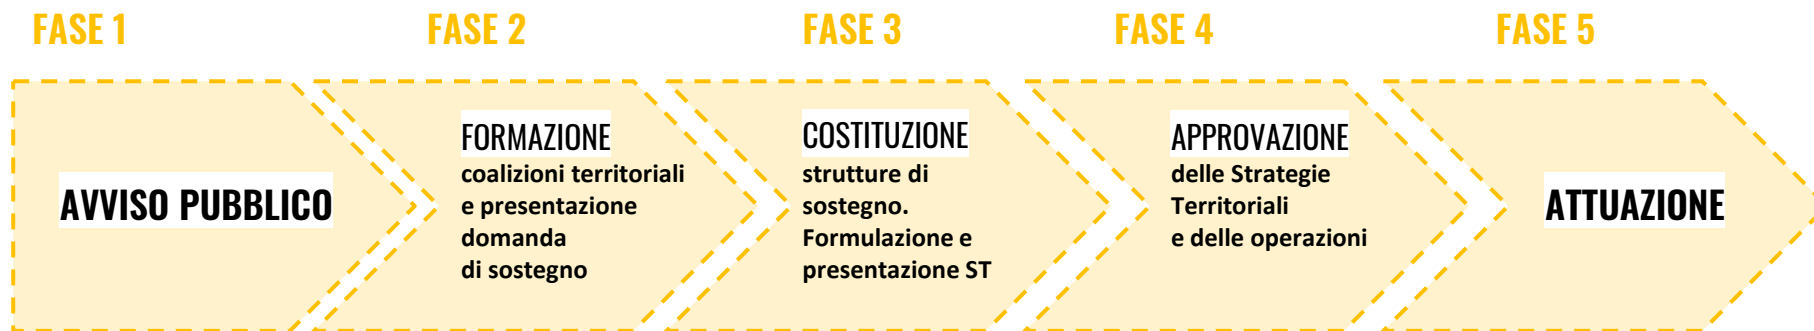 FASE 1
FASE 2
FASE 3
FASE 4
FASE 5
AVVISO PUBBLICO
FORMAZIONE
coalizioni territoriali
e presentazione
domanda
di sostegno
COSTITUZIONE
strutture di
sostegno.
Formulazione e
presentazione ST
APPROVAZIONE
delle Strategie
Territoriali
e delle operazioni
ATTUAZIONE